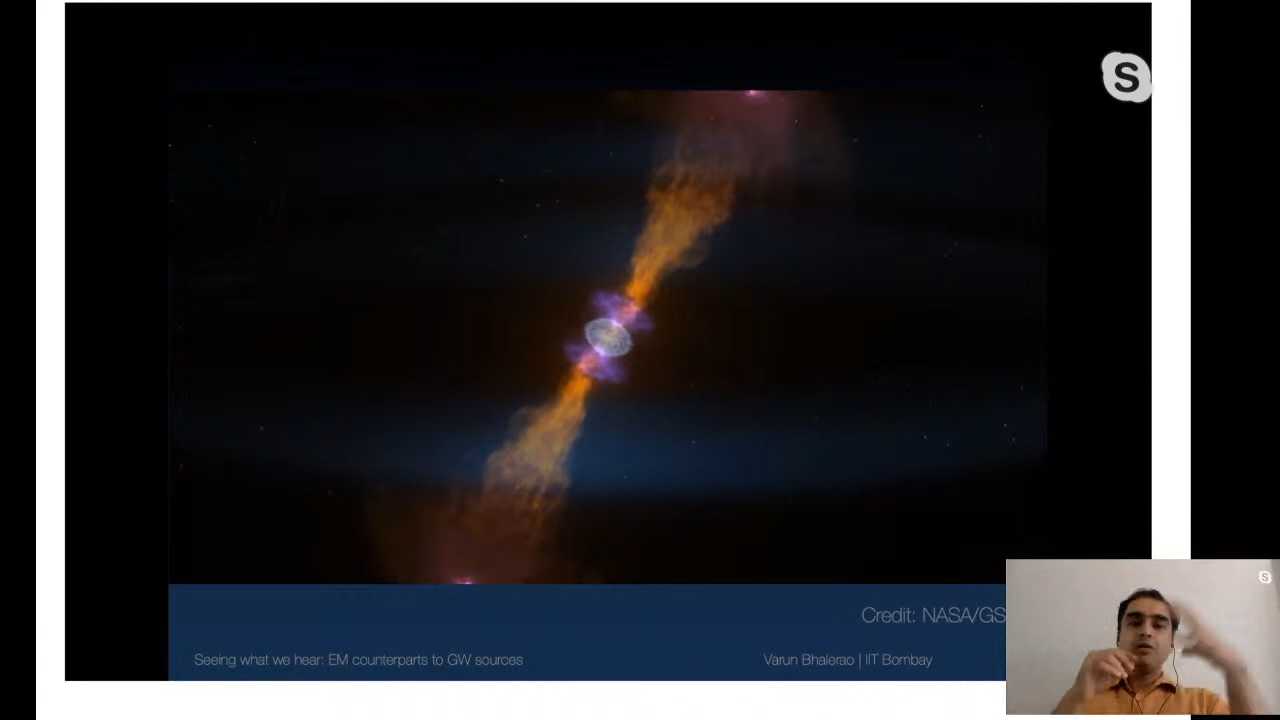 S
Credit: NASA/GS
Seeing what we hear: EM counterparts to GW sources
Varun Bhalerao | IIT Bombay